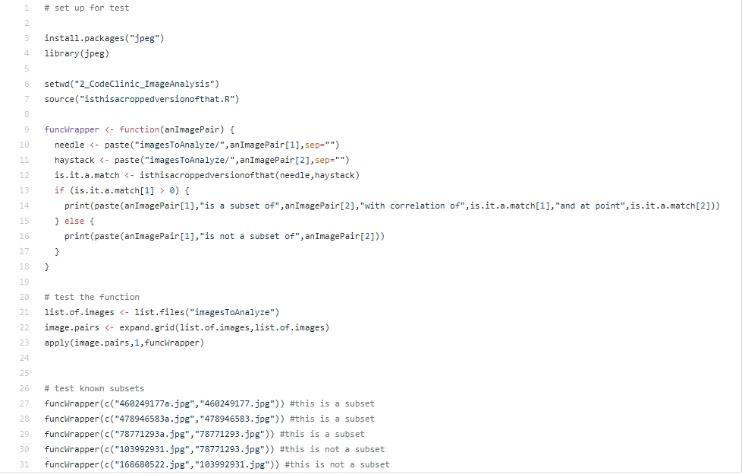 1 # set up for test
2
3 install.packages("jpeg")
4 library(jpeg)
5
6 setwd("2_CodeClinic_ImageAnalysis")
7 source("isthisacroppedversionofthat.R")
8
9 funcWrapper <- function(anImagePair) {
10   needle <- paste("imagesToAnalyze/",anImagePair[1],sep="")
11   haystack <- paste("imagesToAnalyze/",anImagePair[2],sep="")
12   is.it.a.match <- isthisacroppedversionofthat(needle,haystack)
13   if (is.it.a.match[1] > 0) {
14     print(paste(anImagePair[1],"is a subset of",anImagePair[2],"with correlation of",is.it.a.match[1],"and at point",is.it.a.match[2]))
15   } else {
16     print(paste(anImagePair[1],"is not a subset of",anImagePair[2]))
17   }
18 }
19
20 # test the function
21 list.of.images <- list.files("imagesToAnalyze")
22 image.pairs <- expand.grid(list.of.images,list.of.images)
23 apply(image.pairs,1,funcWrapper)
24
25
26 # test known subsets
27 funcWrapper(c("460249177a.jpg","460249177.jpg")) #this is a subset
28 funcWrapper(c("478946583a.jpg","478946583.jpg")) #this is a subset
29 funcWrapper(c("78771293a.jpg","78771293.jpg")) #this is a subset
30 funcWrapper(c("103992931.jpg","78771293.jpg")) #this is not a subset
31 funcWrapper(c("168680522.jpg","103992931.jpg")) #this is not a subset